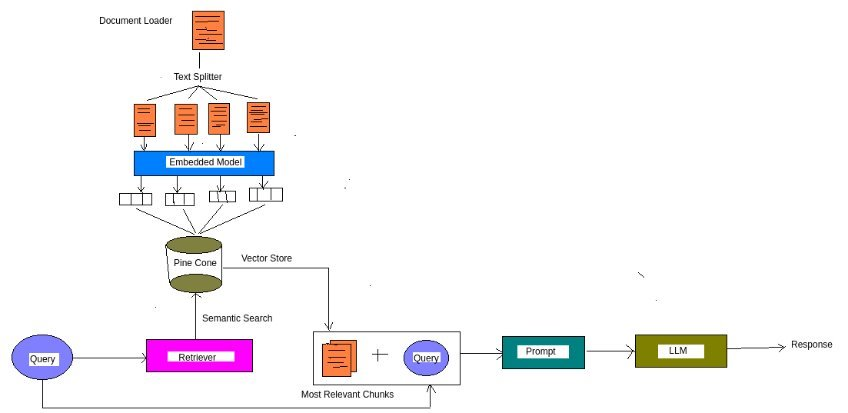 Document Loader
Text Splitter
Embedded Model
Pine Cone
Vector Store
Semantic Search
Query
Retriever
Query
Most Relevant Chunks
Prompt
LLM
Response